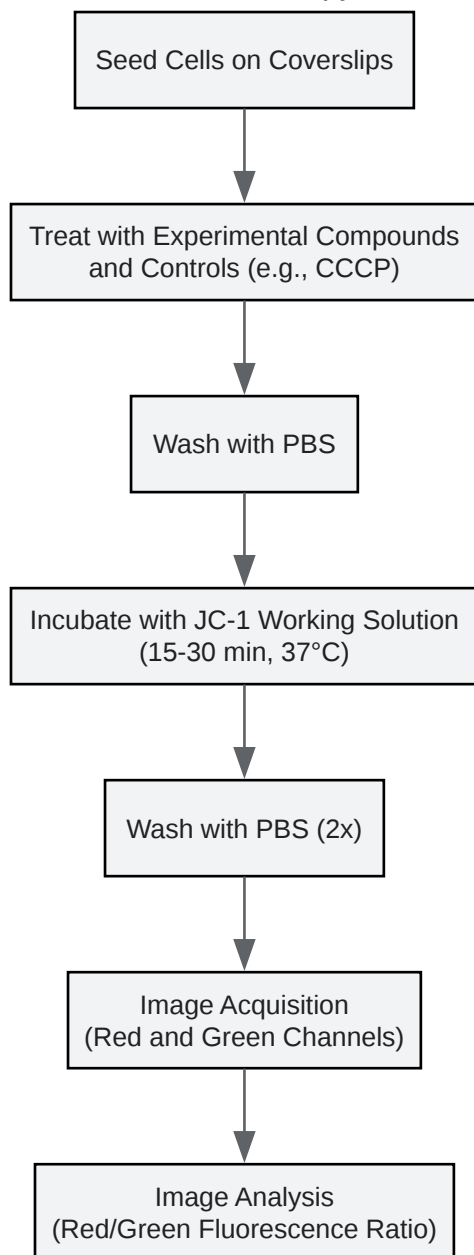 Seed Cells on Coverslips
Treat with Experimental Compounds
and Controls (e.g., CCCP)
Wash with PBS
Incubate with JC-1 Working Solution
(15-30 min, 37°C)
Wash with PBS (2x)
Image Acquisition
(Red and Green Channels)
Image Analysis
(Red/Green Fluorescence Ratio)